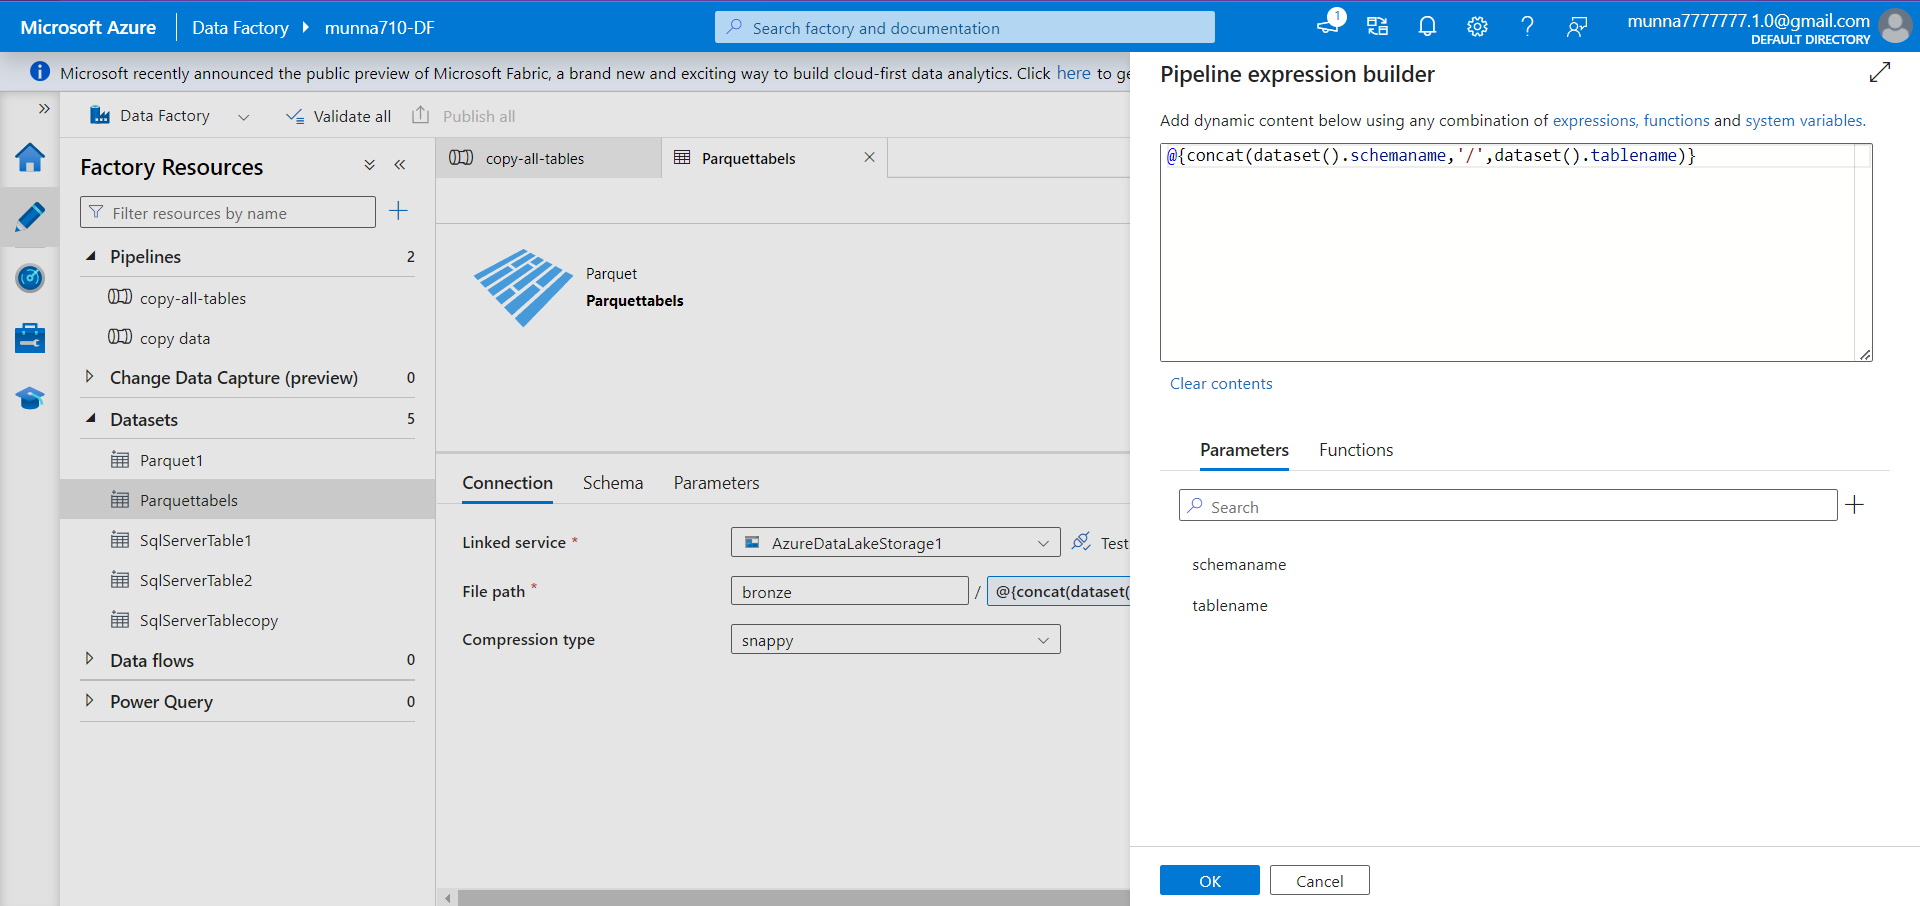 Microsoft Azure
Data Factory
munna710-DF
Search factory and documentation
1
munna7777777.1.0@gmail.com
DEFAULT DIRECTORY
Microsoft recently announced the public preview of Microsoft Fabric, a brand new and exciting way to build cloud-first data analytics. Click here to ge
Data Factory
Validate all
Publish all
Factory Resources
Filter resources by name
Pipelines 2
copy-all-tables
copy data
Change Data Capture (preview) 0
Datasets 5
Parquet1
Parquettabels
SqlServerTable1
SqlServerTable2
SqlServerTablecopy
Data flows 0
Power Query 0
copy-all-tables
Parquettabels
Parquet
Parquettabels
Connection
Schema
Parameters
Linked service *
AzureDataLakeStorage1
Test
File path *
bronze
/
@{concat(dataset(
Compression type
snappy
Pipeline expression builder
Add dynamic content below using any combination of expressions, functions and system variables.
@{concat(dataset().schemaname,'/',dataset().tablename)}
Clear contents
Parameters
Functions
Search
schemaname
tablename
OK
Cancel